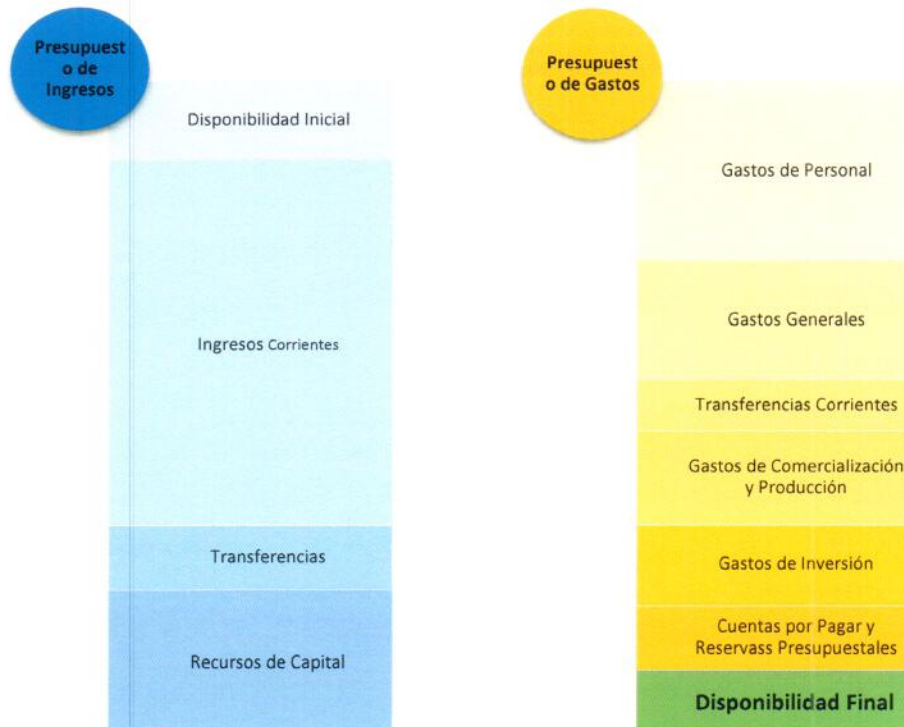 Presupuest
o de
Ingresos
Disponibilidad Inicial
Ingresos Corrientes
Transferencias
Recursos de Capital
Presupuest
o de Gastos
Gastos de Personal
Gastos Generales
Transferencias Corrientes
Gastos de Comercialización
y Producción
Gastos de Inversión
Cuentas por Pagar y
Reservass Presupuestales
Disponibilidad Final